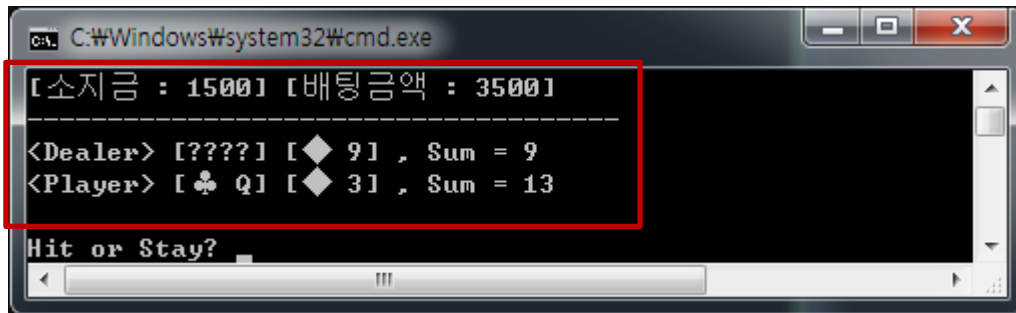 C:₩Windows₩system32₩cmd.exe
[소지금 : 1500] [배팅금액 : 3500]
-------------------------------------
<Dealer> [????] [◆ 9] , Sum = 9
<Player> [♣ Q] [◆ 3] , Sum = 13
Hit or Stay? _